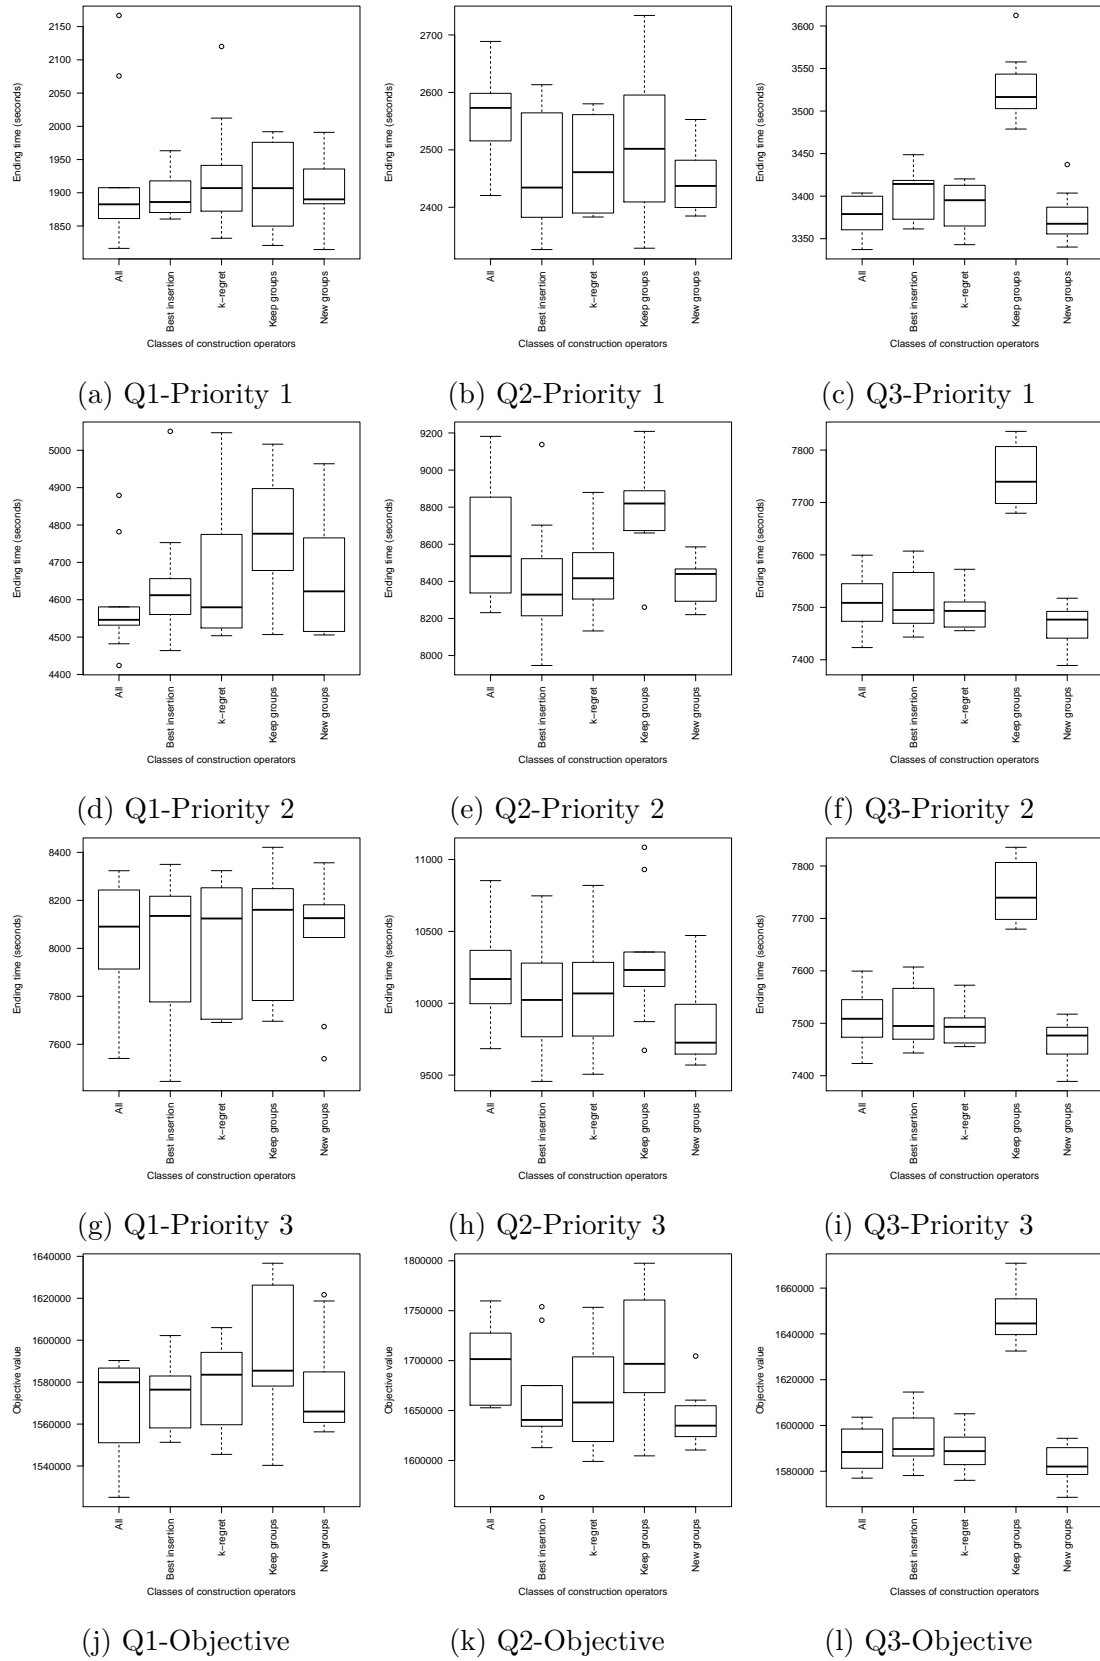 2150
2100
2050
2000
1950
1900
1850
Ending time (seconds)
All
Best insertion
k−regret
Keep groups
New groups
Classes of construction operators
2700
2600
2500
2400
Ending time (seconds)
All
Best insertion
k−regret
Keep groups
New groups
Classes of construction operators
3600
3550
3500
3450
3400
3350
Ending time (seconds)
All
Best insertion
k−regret
Keep groups
New groups
Classes of construction operators
(a) Q1-Priority 1
(b) Q2-Priority 1
(c) Q3-Priority 1
5000
4900
4800
4700
4600
4500
4400
Ending time (seconds)
All
Best insertion
k−regret
Keep groups
New groups
Classes of construction operators
9200
9000
8800
8600
8400
8200
8000
Ending time (seconds)
All
Best insertion
k−regret
Keep groups
New groups
Classes of construction operators
7800
7700
7600
7500
7400
Ending time (seconds)
All
Best insertion
k−regret
Keep groups
New groups
Classes of construction operators
(d) Q1-Priority 2
(e) Q2-Priority 2
(f) Q3-Priority 2
8400
8200
8000
7800
7600
Ending time (seconds)
All
Best insertion
k−regret
Keep groups
New groups
Classes of construction operators
11000
10500
10000
9500
Ending time (seconds)
All
Best insertion
k−regret
Keep groups
New groups
Classes of construction operators
7800
7700
7600
7500
7400
Ending time (seconds)
All
Best insertion
k−regret
Keep groups
New groups
Classes of construction operators
(g) Q1-Priority 3
(h) Q2-Priority 3
(i) Q3-Priority 3
1640000
1620000
1600000
1580000
1560000
1540000
Objective value
All
Best insertion
k−regret
Keep groups
New groups
Classes of construction operators
1800000
1750000
1700000
1650000
1600000
Objective value
All
Best insertion
k−regret
Keep groups
New groups
Classes of construction operators
1660000
1640000
1620000
1600000
1580000
Objective value
All
Best insertion
k−regret
Keep groups
New groups
Classes of construction operators
(j) Q1-Objective
(k) Q2-Objective
(l) Q3-Objective